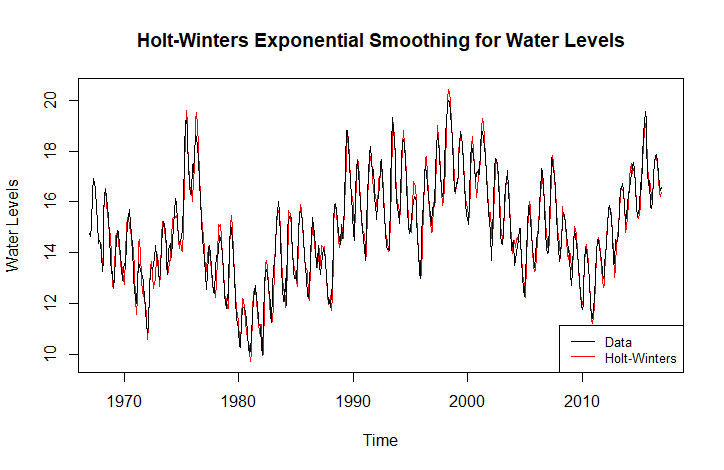 Holt-Winters Exponential Smoothing for Water Levels
Water Levels
20
18
16
14
12
10
1970
1980
1990
2000
2010
Time
Data
Holt-Winters